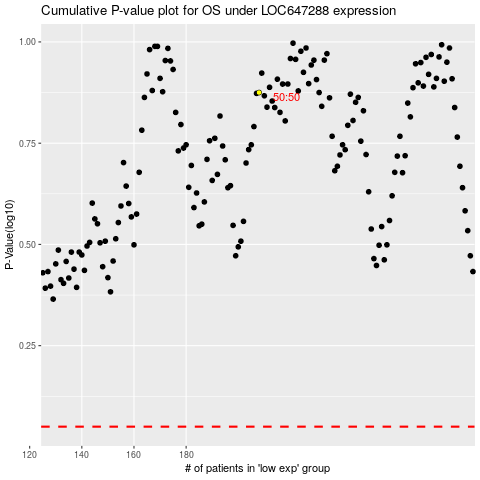 Cumulative P-value plot for OS under LOC647288 expression
P-Value(log10)
1.00
0.75
0.50
0.25
50:50
120 140 160 180
# of patients in 'low exp' group